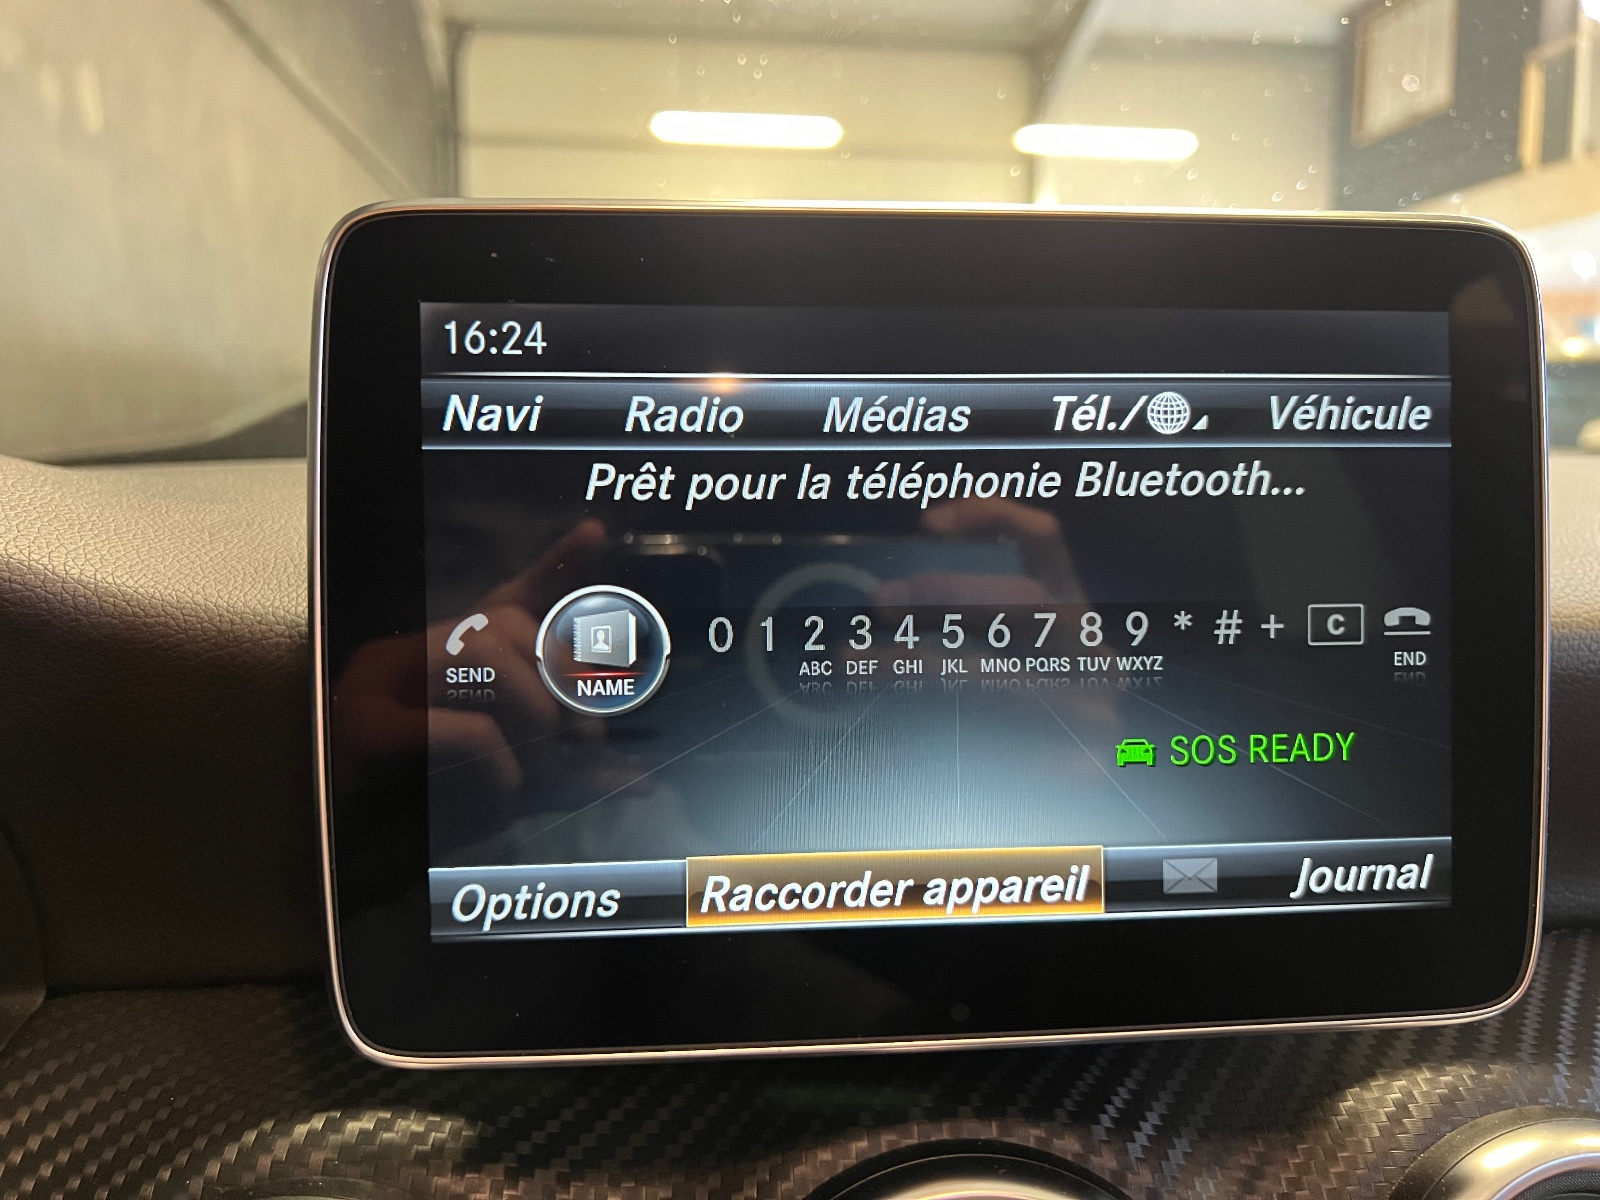 16:24
Navi Radio Médias Tél./ Véhicule
Prêt pour la téléphonie Bluetooth...
0 1 2 3 4 5 6 7 8 9 * # + C
SEND NAME ABC DEF GHI JKL MNO PQRS TUV WXYZ END
SOS READY
Options Raccorder appareil Journal